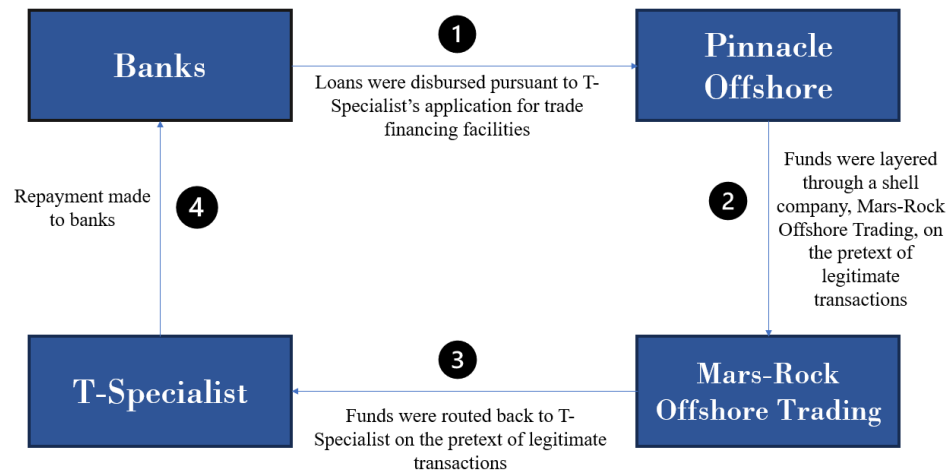 Banks
1
Loans were disbursed pursuant to T-
Specialist's application for trade
financing facilities
Pinnacle
Offshore
2
Funds were layered
through a shell
company, Mars-Rock
Offshore Trading, on
the pretext of
legitimate
transactions
Mars-Rock
Offshore Trading
3
Funds were routed back to T-
Specialist on the pretext of legitimate
transactions
T-Specialist
4
Repayment made
to banks